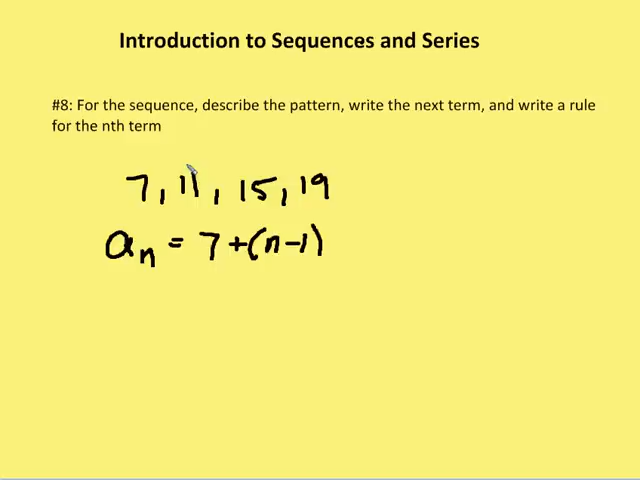 Introduction to Sequences and Series
#8: For the sequence, describe the pattern, write the next term, and write a rule
for the nth term
7, 11, 15, 19
aₙ = 7+(n-1)